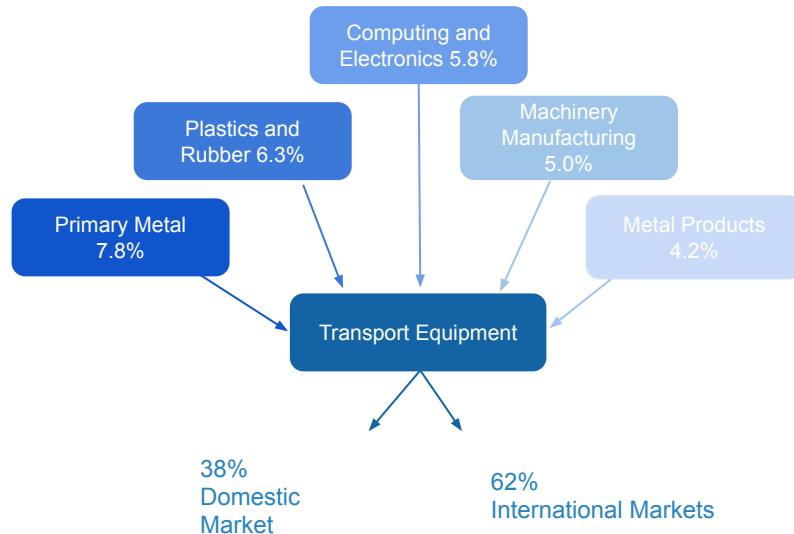 Computing and
Electronics 5.8%
Plastics and
Rubber 6.3%
Machinery
Manufacturing
5.0%
Primary Metal
7.8%
Metal Products
4.2%
Transport Equipment
38%
Domestic
Market
62%
International Markets